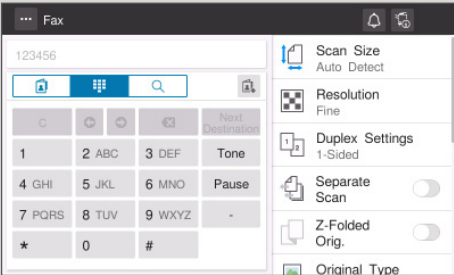 ··· Fax
123456
C
Next
Destination
1 2 ABC 3 DEF Tone
4 GHI 5 JKL 6 MNO Pause
7 PQRS 8 TUV 9 WXYZ -
* 0 #
Scan Size
Auto Detect
Resolution
Fine
Duplex Settings
1-Sided
Separate
Scan
Z-Folded
Orig.
Original Type